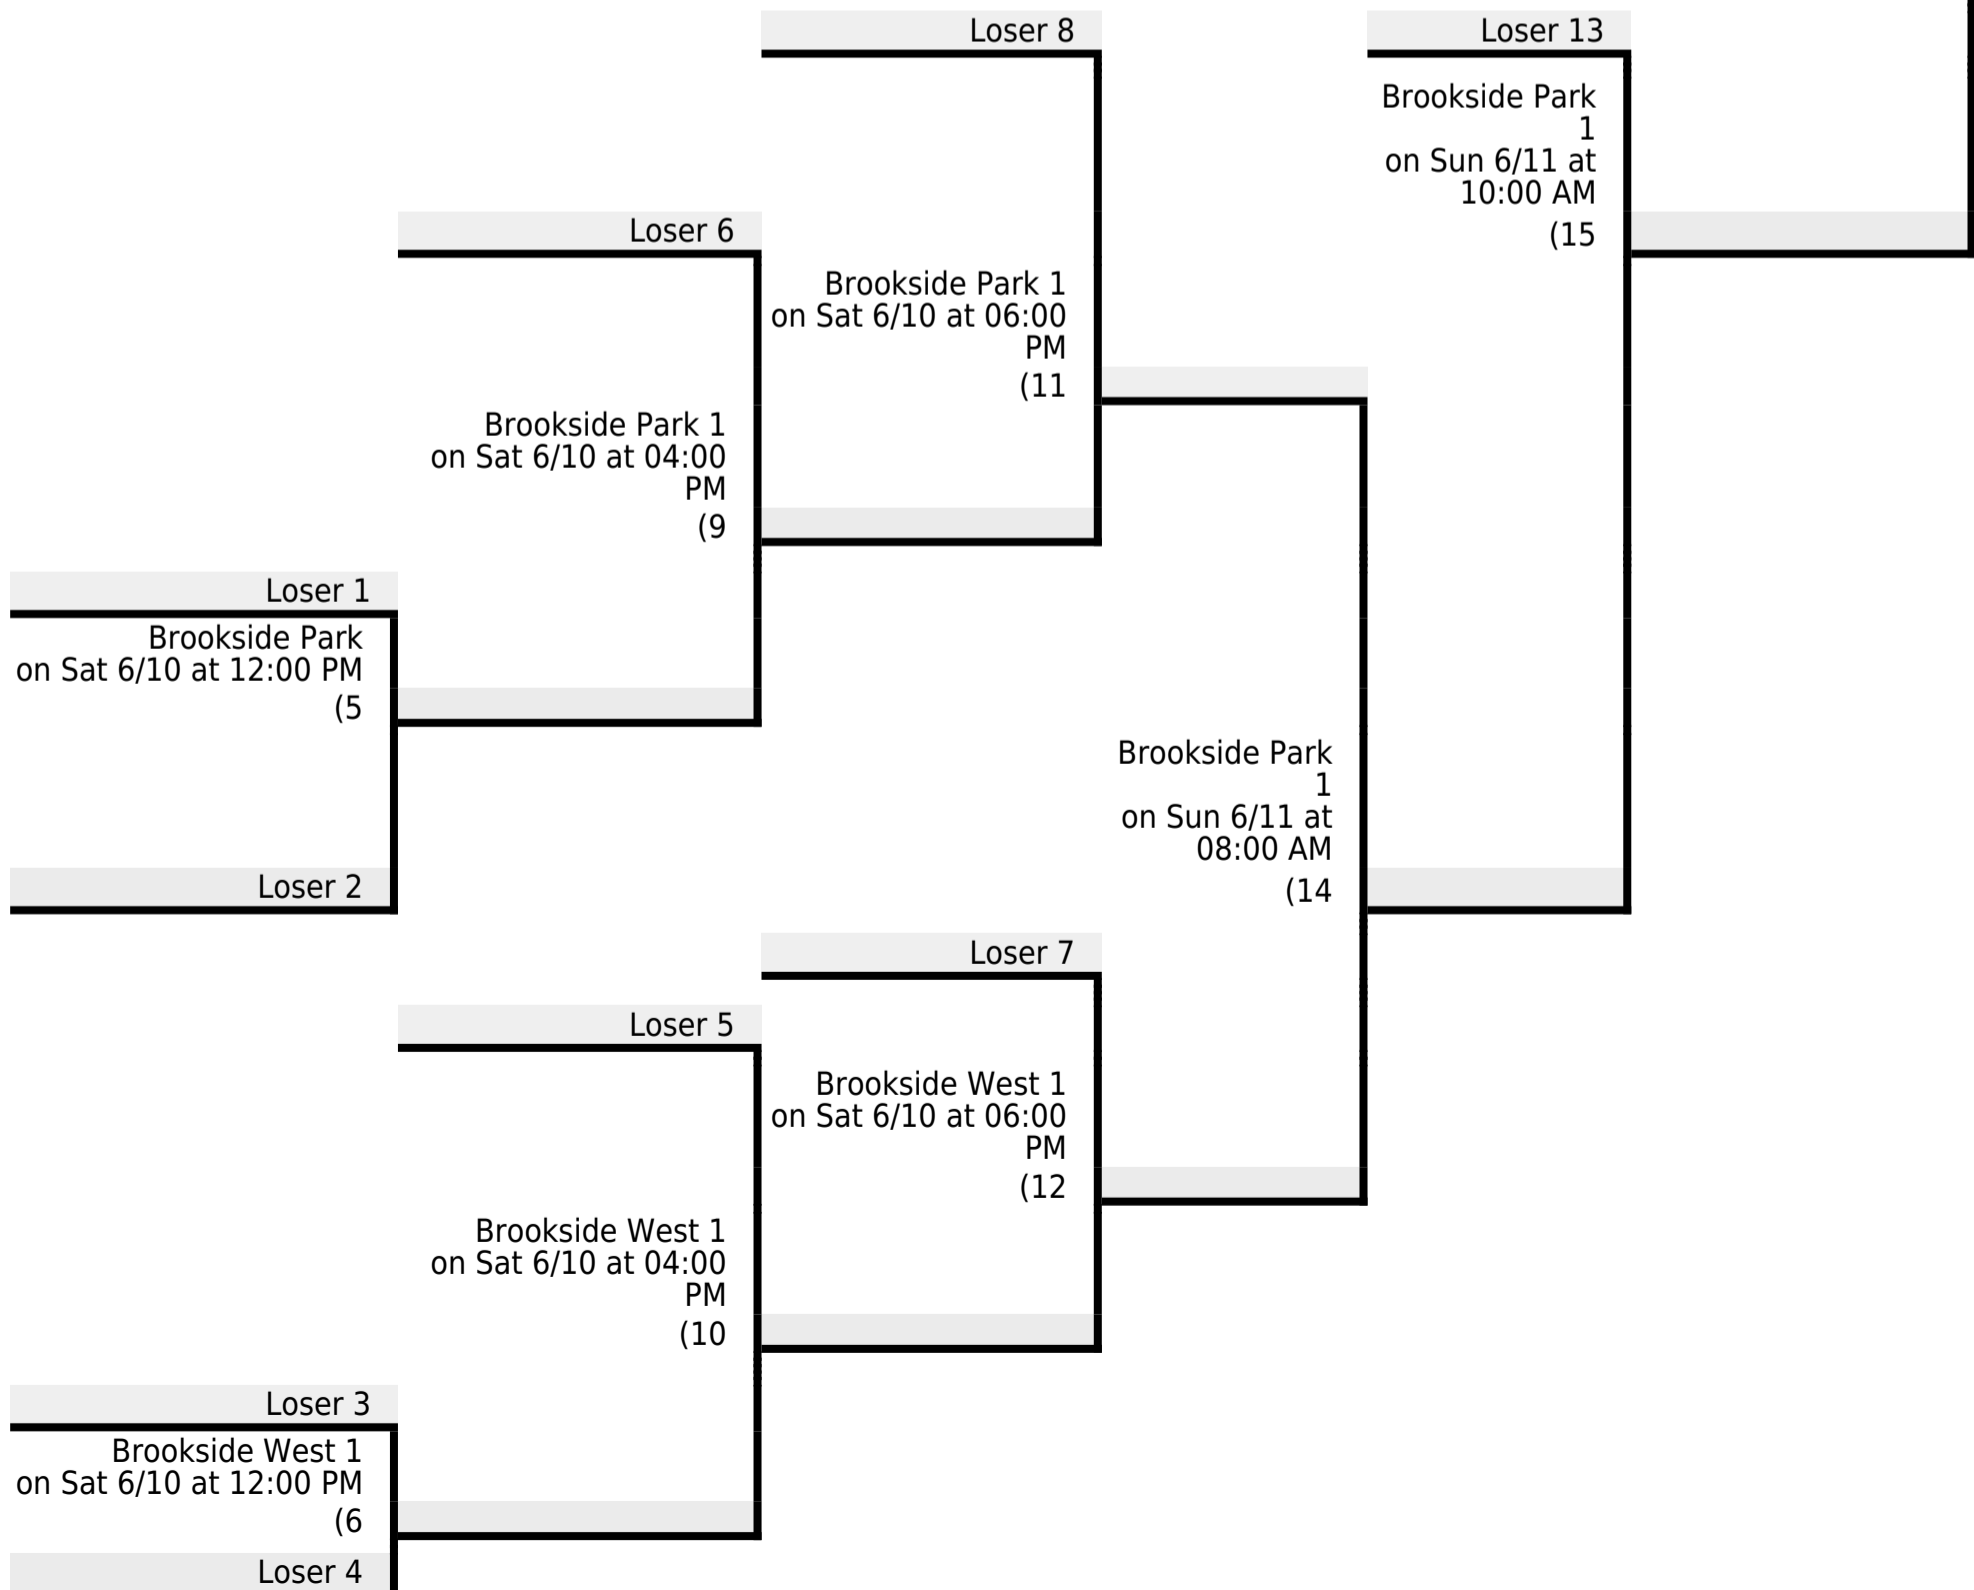 Loser 8
Loser 13
Brookside Park
1
on Sun 6/11 at
10:00 AM
(15
Loser 6
Brookside Park 1
on Sat 6/10 at 06:00
PM
(11
Brookside Park 1
on Sat 6/10 at 04:00
PM
(9
Loser 1
Brookside Park
on Sat 6/10 at 12:00 PM
(5
Loser 2
Brookside Park
1
on Sun 6/11 at
08:00 AM
(14
Loser 7
Loser 5
Brookside West 1
on Sat 6/10 at 06:00
PM
(12
Brookside West 1
on Sat 6/10 at 04:00
PM
(10
Loser 3
Brookside West 1
on Sat 6/10 at 12:00 PM
(6
Loser 4